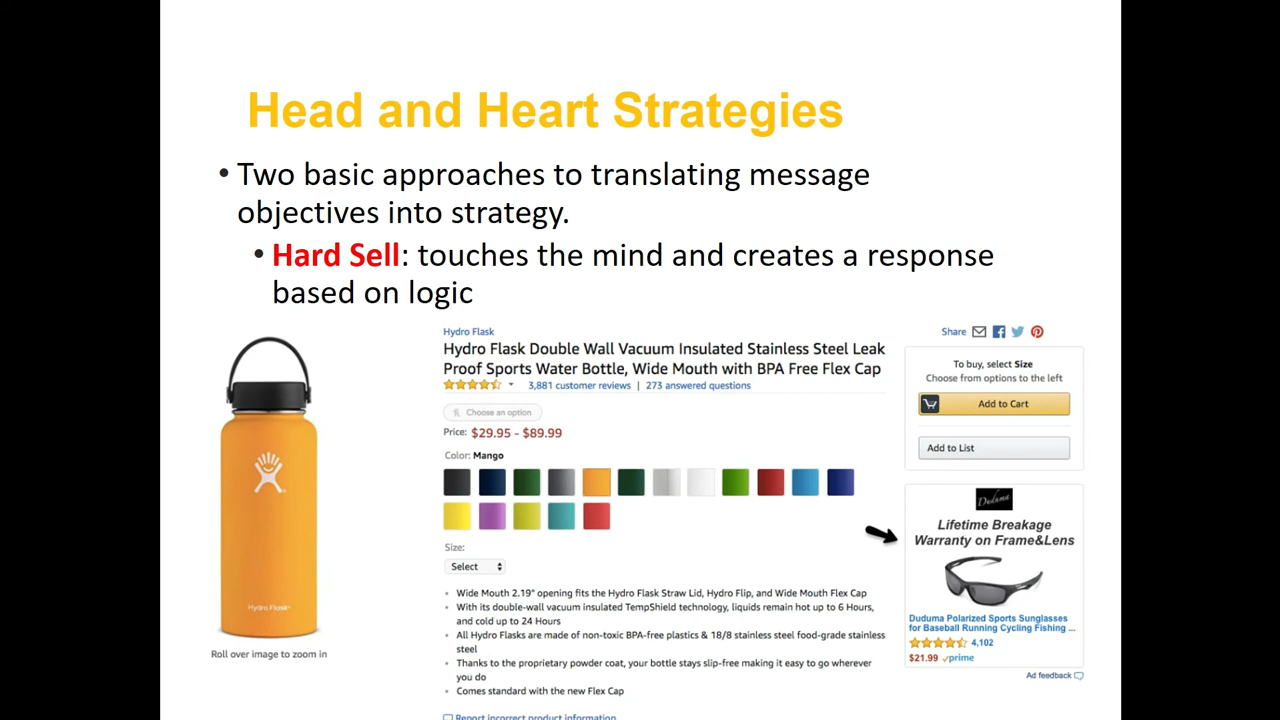 Head and Heart Strategies
• Two basic approaches to translating message
objectives into strategy.
• Hard Sell: touches the mind and creates a response
based on logic
Hydro Flask
Roll over image to zoom in
Hydro Flask
Hydro Flask Double Wall Vacuum Insulated Stainless Steel Leak
Proof Sports Water Bottle, Wide Mouth with BPA Free Flex Cap
3,881 customer reviews | 273 answered questions
Choose an option
Price: $29.95 - $89.99
Color: Mango
Size:
Select
• Wide Mouth 2.19" opening fits the Hydro Flask Straw Lid, Hydro Flip, and Wide Mouth Flex Cap
• With its double-wall vacuum insulated TempShield technology, liquids remain hot up to 6 Hours,
and cold up to 24 Hours
• All Hydro Flasks are made of non-toxic BPA-free plastics & 18/8 stainless steel food-grade stainless
steel
• Thanks to the proprietary powder coat, your bottle stays slip-free making it easy to go wherever
you do
• Comes standard with the new Flex Cap
Report incorrect product information
Share
To buy, select Size
Choose from options to the left
Add to Cart
Add to List
Duduma
Lifetime Breakage
Warranty on Frame&Lens
Duduma Polarized Sports Sunglasses
for Baseball Running Cycling Fishing ...
4,102
$21.99 prime
Ad feedback